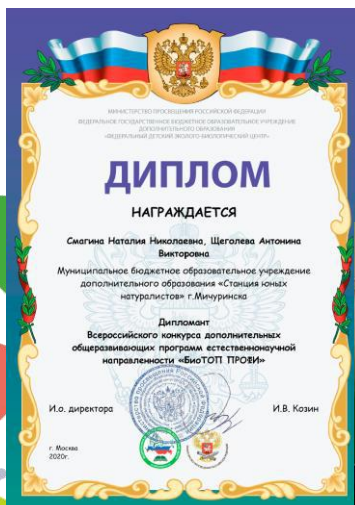 МИНИСТЕРСТВО ПРОСВЕЩЕНИЯ РОССИЙСКОЙ ФЕДЕРАЦИИ
ФЕДЕРАЛЬНОЕ ГОСУДАРСТВЕННОЕ БЮДЖЕТНОЕ ОБРАЗОВАТЕЛЬНОЕ УЧРЕЖДЕНИЕ
ДОПОЛНИТЕЛЬНОГО ОБРАЗОВАНИЯ
«ФЕДЕРАЛЬНЫЙ ДЕТСКИЙ ЭКОЛОГО-БИОЛОГИЧЕСКИЙ ЦЕНТР»
ДИПЛОМ
НАГРАЖДАЕТСЯ
Смагина Наталия Николаевна, Щеголева Антонина
Викторовна
Муниципальное бюджетное образовательное учреждение
дополнительного образования «Станция юных
натуралистов» г.Мичуринска
Дипломант
Всероссийского конкурса дополнительных
общеразвивающих программ естественнонаучной
направленности «БиоТОП ПРОФИ»
И.о. директора
И.В. Козин
г. Москва
2020г.